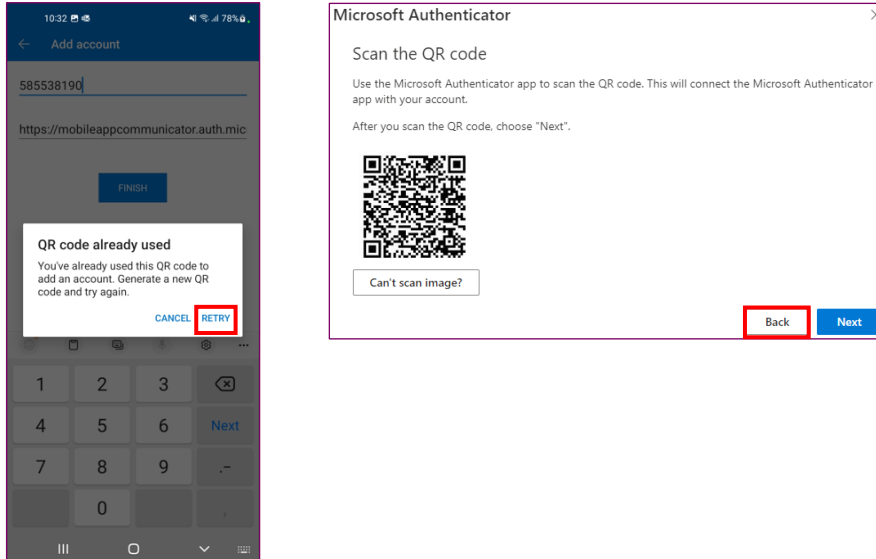 10:32
78%
Add account
585538190
https://mobileappcommunicator.auth.mic
FINISH
QR code already used
You've already used this QR code to
add an account. Generate a new QR
code and try again.
CANCEL RETRY
1 2 3
4 5 6 Next
7 8 9 .-
0 ,
Microsoft Authenticator
Scan the QR code
Use the Microsoft Authenticator app to scan the QR code. This will connect the Microsoft Authenticator
app with your account.
After you scan the QR code, choose "Next".
Can't scan image?
Back Next